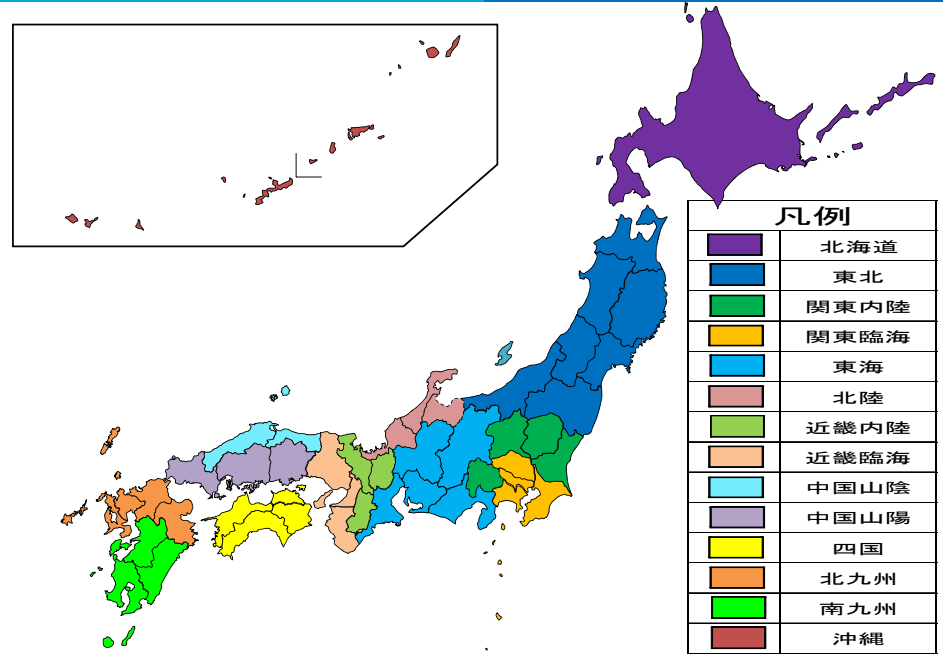 凡例
北海道
東北
関東内陸
関東臨海
東海
北陸
近畿内陸
近畿臨海
中国山陰
中国山陽
四国
北九州
南九州
沖縄